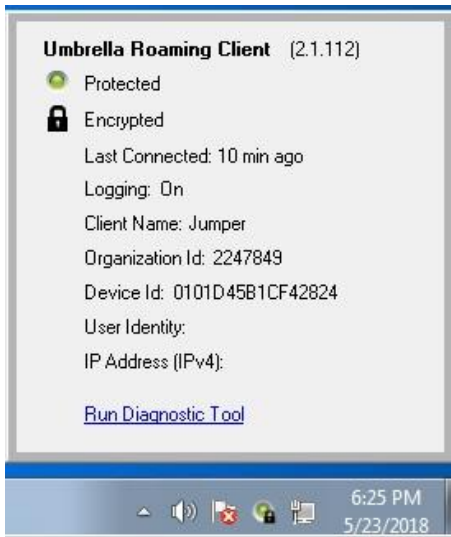 Umbrella Roaming Client (2.1.112)
Protected
Encrypted
Last Connected: 10 min ago
Logging: On
Client Name: Jumper
Organization Id: 2247849
Device Id: 0101D45B1CF42824
User Identity:
IP Address (IPv4):
Run Diagnostic Tool
6:25 PM
5/23/2018